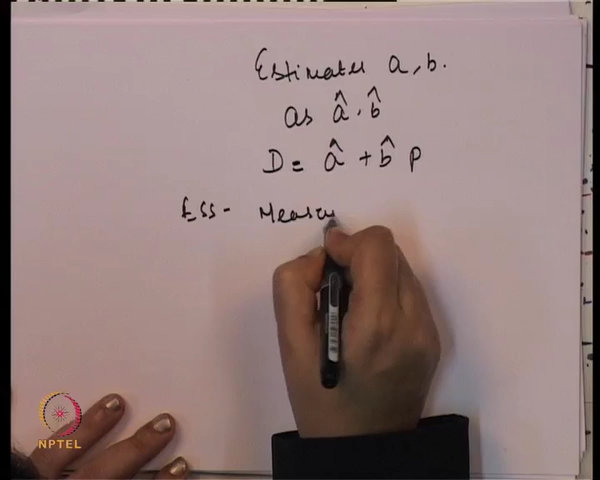 Estimates a, b.
as â, b̂
D = â + b̂ p
ESS - Measu
NPTEL